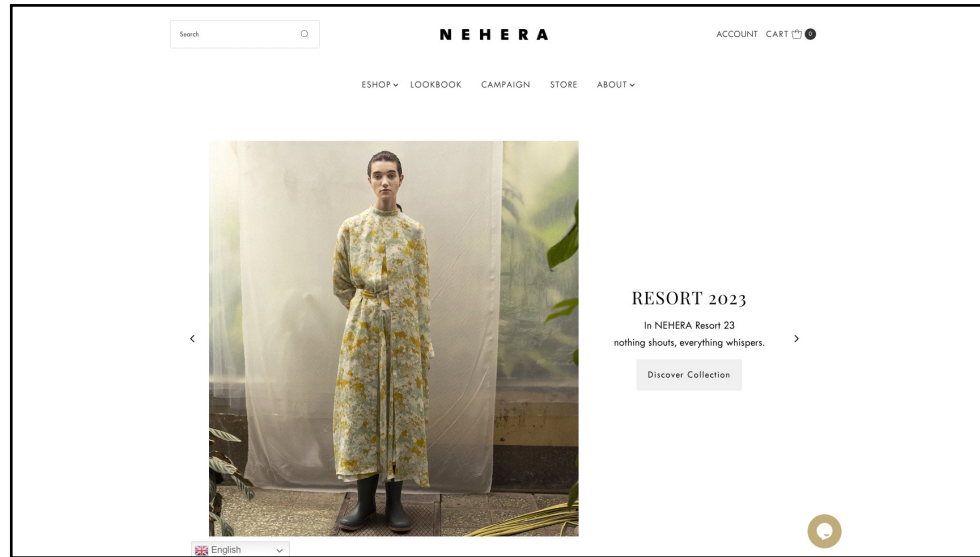 Search
NEHERA
ACCOUNT CART 0
ESHOP LOOKBOOK CAMPAIGN STORE ABOUT
RESORT 2023
In NEHERA Resort 23
nothing shouts, everything whispers.
Discover Collection
English